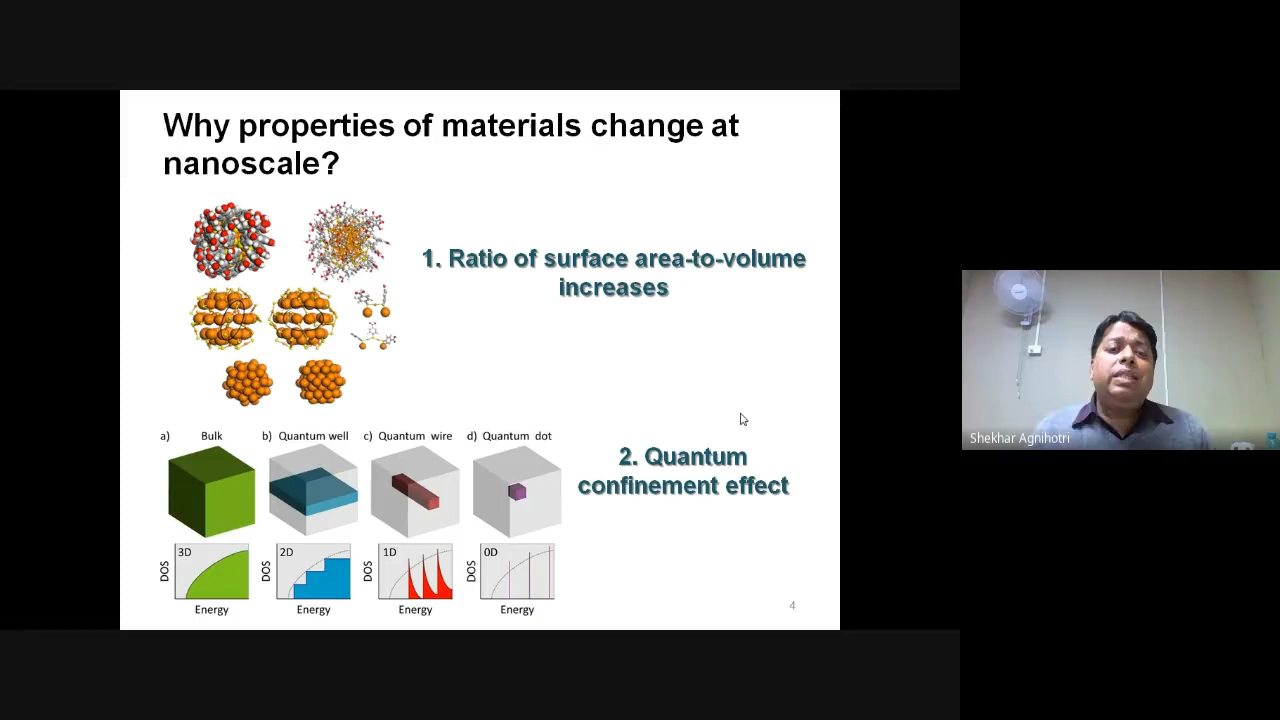 Why properties of materials change at
nanoscale?
1. Ratio of surface area-to-volume
increases
a) Bulk b) Quantum well c) Quantum wire d) Quantum dot
2. Quantum
confinement effect
3D 2D 1D 0D
DOS DOS DOS DOS
Energy Energy Energy Energy
4
Shekhar Agnihotri